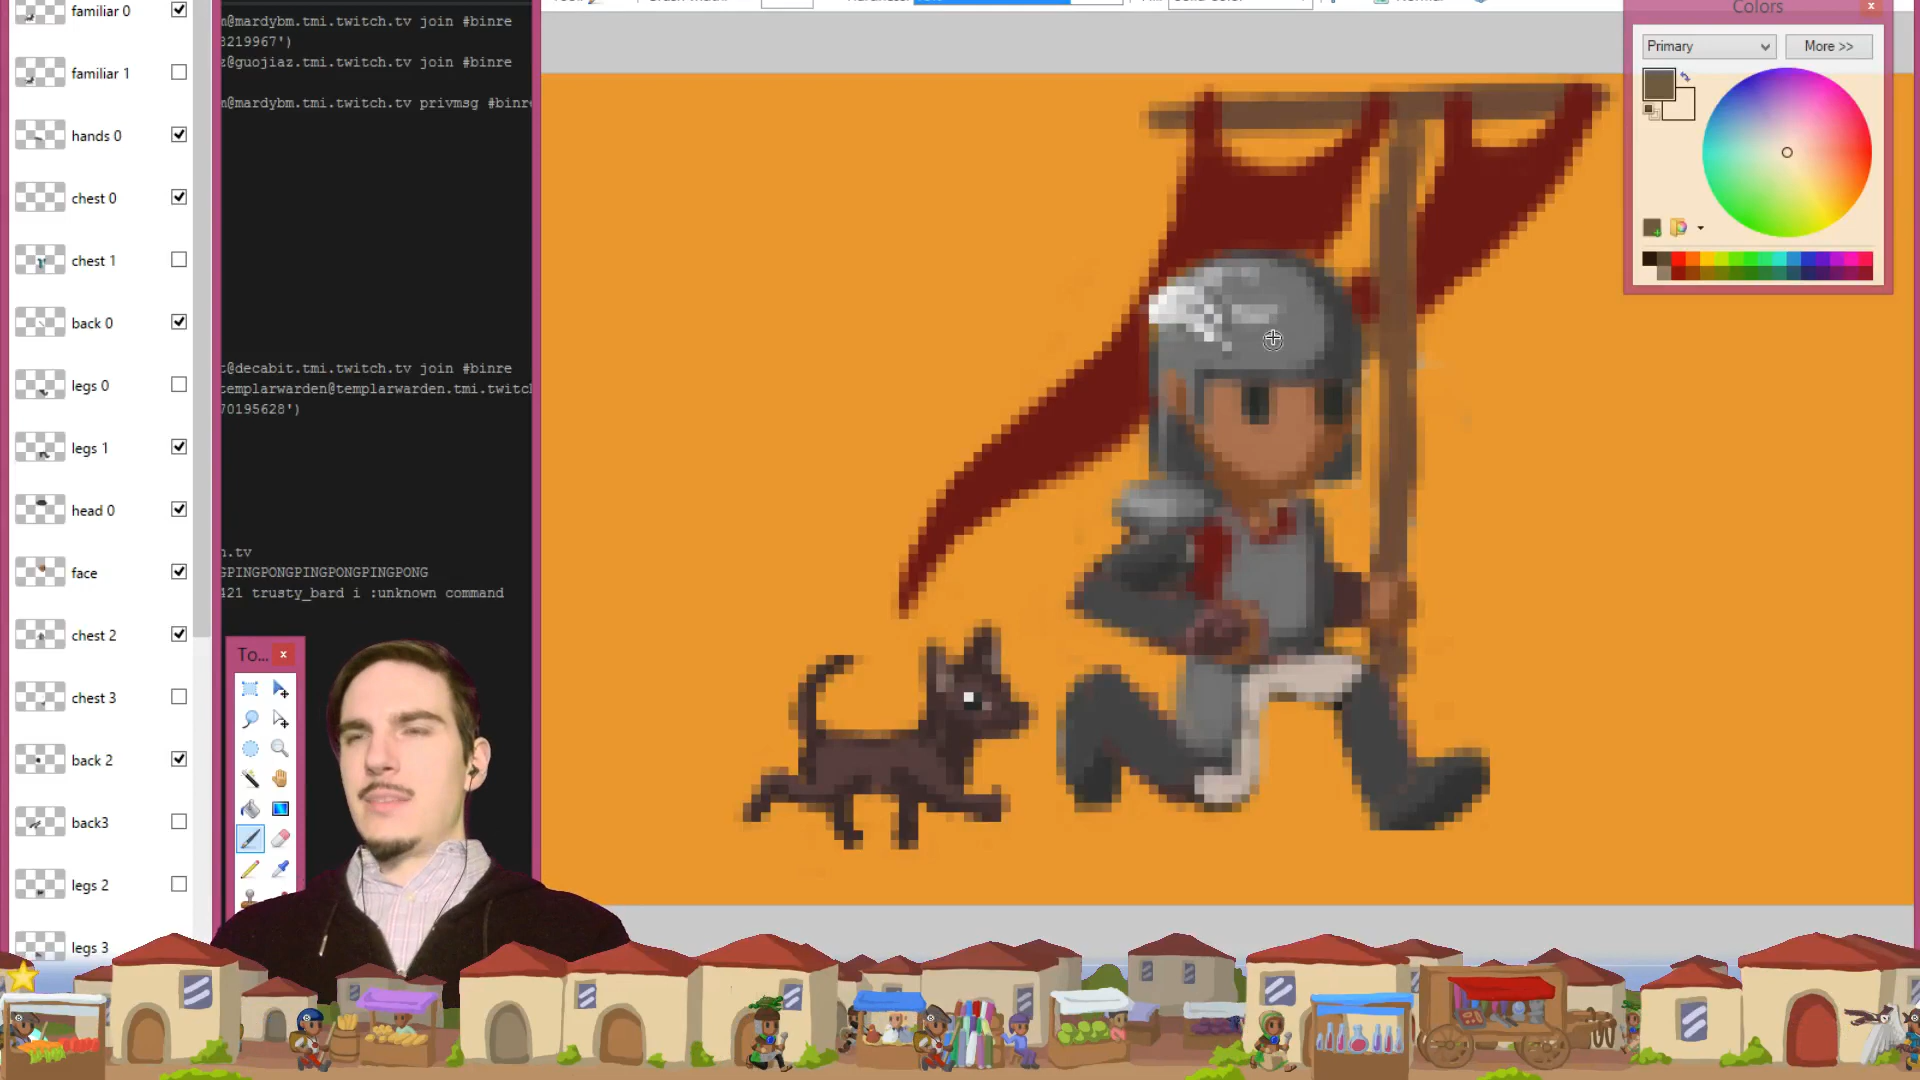 familiar 0
familiar 1
hands 0
chest 0
chest 1
back 0
legs 0
legs 1
head 0
face
chest 2
chest 3
back 2
back3
legs 2
legs 3
m@mardybm.tmi.twitch.tv join #binre
3219967')
z@guojiaz.tmi.twitch.tv join #binre
m@mardybm.tmi.twitch.tv privmsg #binre
t@decabit.tmi.twitch.tv join #binre
templarwarden@templarwarden.tmi.twitch
70195628')
h.tv
GPINGPONGPINGPONGPINGPONG
421 trusty_bard i :unknown command
To...
Colors
Primary
More >>